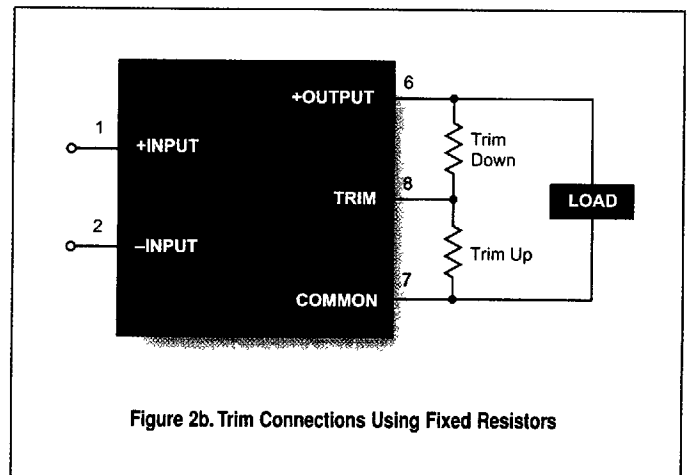 6
+OUTPUT
1
Trim
Down
+INPUT
8
TRIM
LOAD
2
–INPUT
Trim Up
7
COMMON
Figure 2b. Trim Connections Using Fixed Resistors